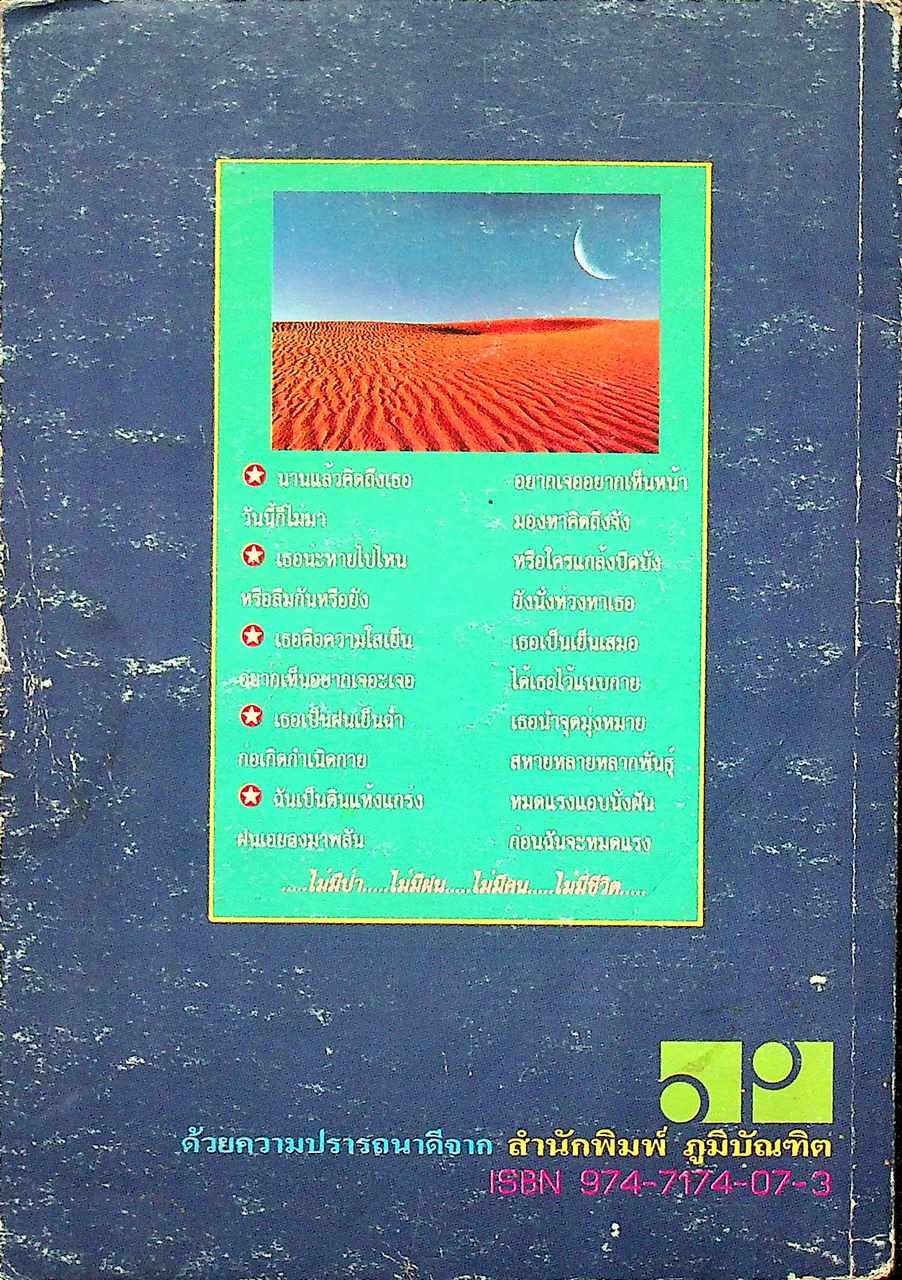 นานแล้วคิดถึงเธอ อยากเจออยากเห็นหน้า
วันนี้ก็ไม่มา มองหาคิดถึงจัง
เธอน่ะหายไปไหน หรือใครแกล้งปิดบัง
หรือลืมกันหรือยัง ยังนั่งห่วงหาเธอ
เธอคือความใสเย็น เธอเป็นเย็นเสมอ
อยากเห็นอยากเจอะเจอ ได้เธอไว้แนบกาย
เธอเป็นฝนเย็นฉ่ำ เธอนำจุดมุ่งหมาย
ก่อเกิดกำเนิดกาย สหายหลายหลากพันธุ์
ฉันเป็นดินแห้งแกร่ง หมดแรงแอบนั่งฝัน
ฝนเอยลงมาพลัน ก่อนฉันจะหมดแรง
.....ไม่มีป่า.....ไม่มีฝน.....ไม่มีคน.....ไม่มีชีวิต.....
ด้วยความปรารถนาดีจาก สำนักพิมพ์ ภูมิบัณฑิต
ISBN 974-7174-07-3